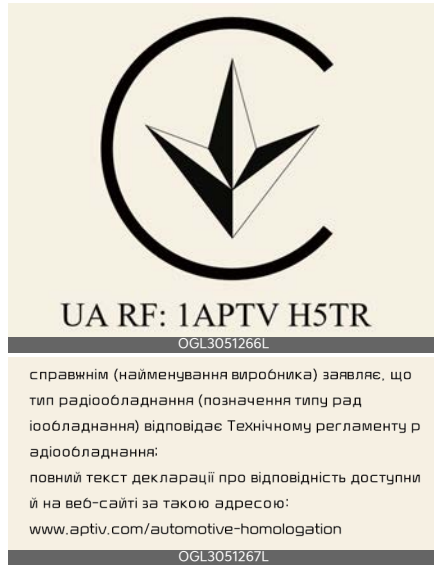 UA RF: 1APTV H5TR
OGL3051266L
справжнім (найменування виробника) заявляє, що
тип радіообладнання (позначення типу рад
іообладнання) відповідає Технічному регламенту р
адіообладнання;
повний текст декларації про відповідність доступни
й на веб-сайті за такою адресою:
www.aptiv.com/automotive-homologation
OGL3051267L